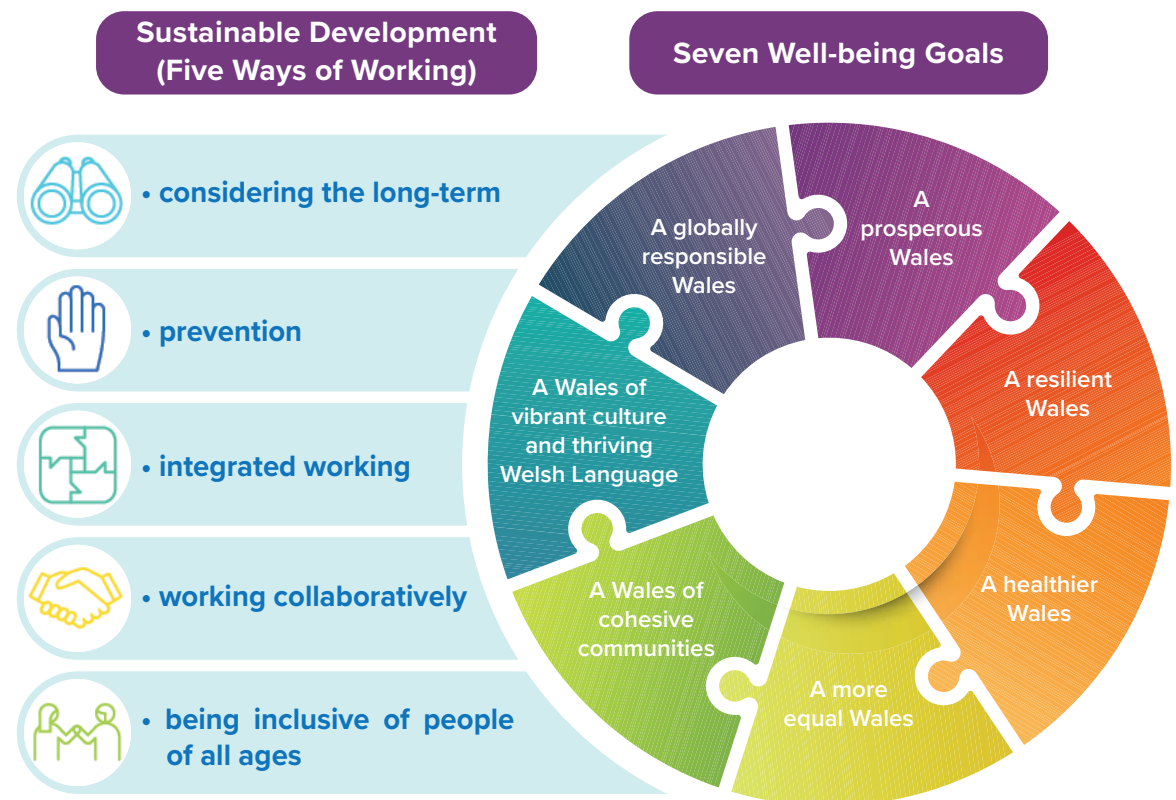 Sustainable Development
(Five Ways of Working)
Seven Well-being Goals
• considering the long-term
• prevention
• integrated working
• working collaboratively
• being inclusive of people
of all ages
A
prosperous
Wales
A resilient
Wales
A healthier
Wales
A more
equal Wales
A Wales of
cohesive
communities
A Wales of
vibrant culture
and thriving
Welsh Language
A globally
responsible
Wales